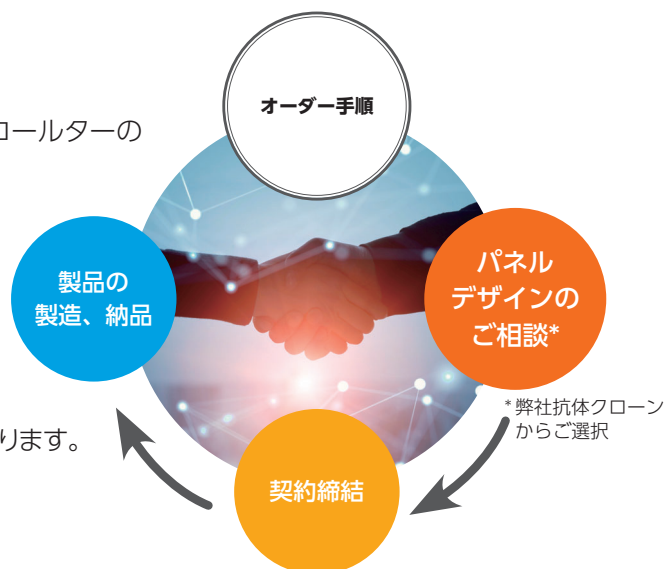 オーダー手順
コールターの
パネル
デザインの
ご相談*
製品の
製造、納品
* 弊社抗体クローン
からご選択
ります。
契約締結